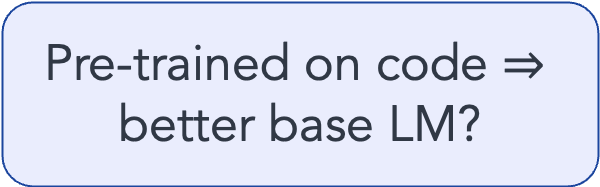 Pre-trained on code ⇒
better base LM?